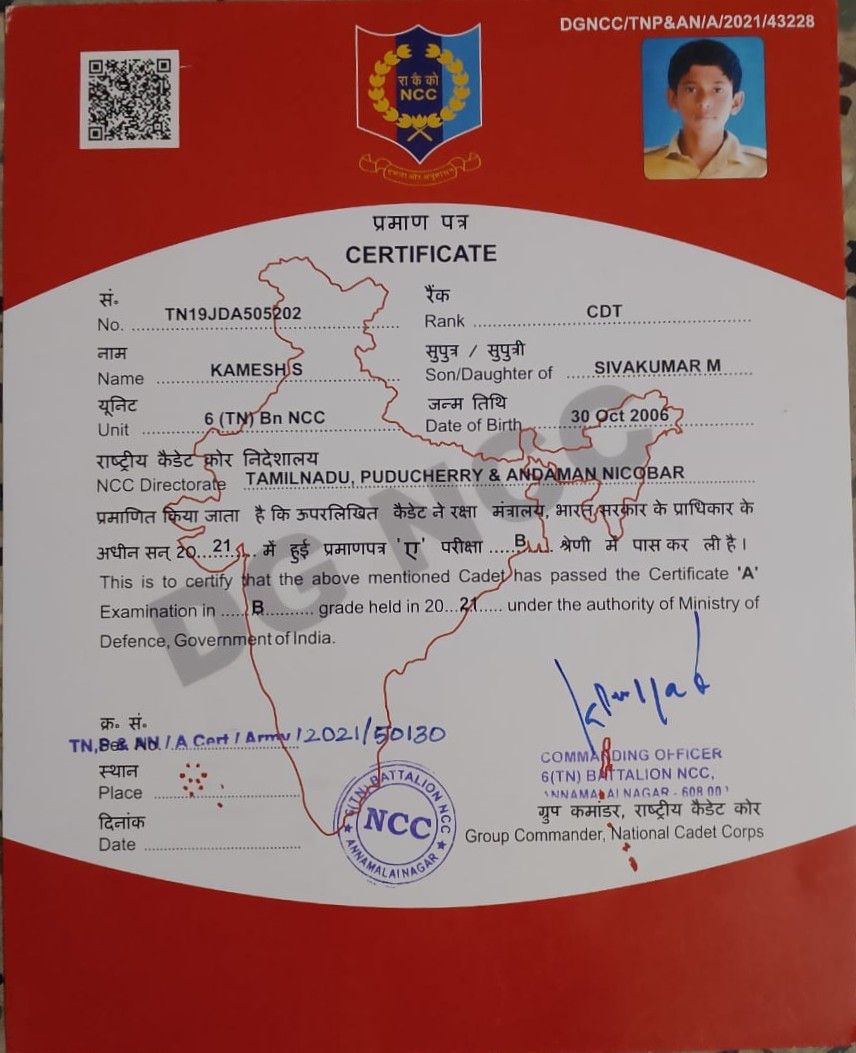 DGNCC/TNP&AN/A/2021/43228
रा कै को
NCC
प्रमाण पत्र
CERTIFICATE
सं॰
No. TN19JDA505202
रैंक
Rank CDT
नाम
Name KAMESH S
सुपुत्र / सुपुत्री
Son/Daughter of SIVAKUMAR M
यूनिट
Unit 6 (TN) Bn NCC
जन्म तिथि
Date of Birth 30 Oct 2006
राष्ट्रीय कैडेट कोर निदेशालय
NCC Directorate TAMILNADU, PUDUCHERRY & ANDAMAN NICOBAR
DG NCC
प्रमाणित किया जाता है कि ऊपरलिखित कैडेट ने रक्षा मंत्रालय, भारत सरकार के प्राधिकार के
अधीन सन् 20...21..... में हुई प्रमाणपत्र 'ए' परीक्षा .....B..... श्रेणी में पास कर ली है।
This is to certify that the above mentioned Cadet has passed the Certificate 'A'
Examination in .....B.......... grade held in 20...21..... under the authority of Ministry of
Defence, Government of India.
क्र॰ सं॰
TN,P & AN / A Cert / Army / 2021/50130
स्थान
Place
दिनांक
Date
6(TN) BATTALION NCC
NCC
ANNAMALAINAGAR
COMMANDING OFFICER
6(TN) BATTALION NCC,
ANNAMALAI NAGAR - 608 001
ग्रुप कमांडर, राष्ट्रीय कैडेट कोर
Group Commander, National Cadet Corps